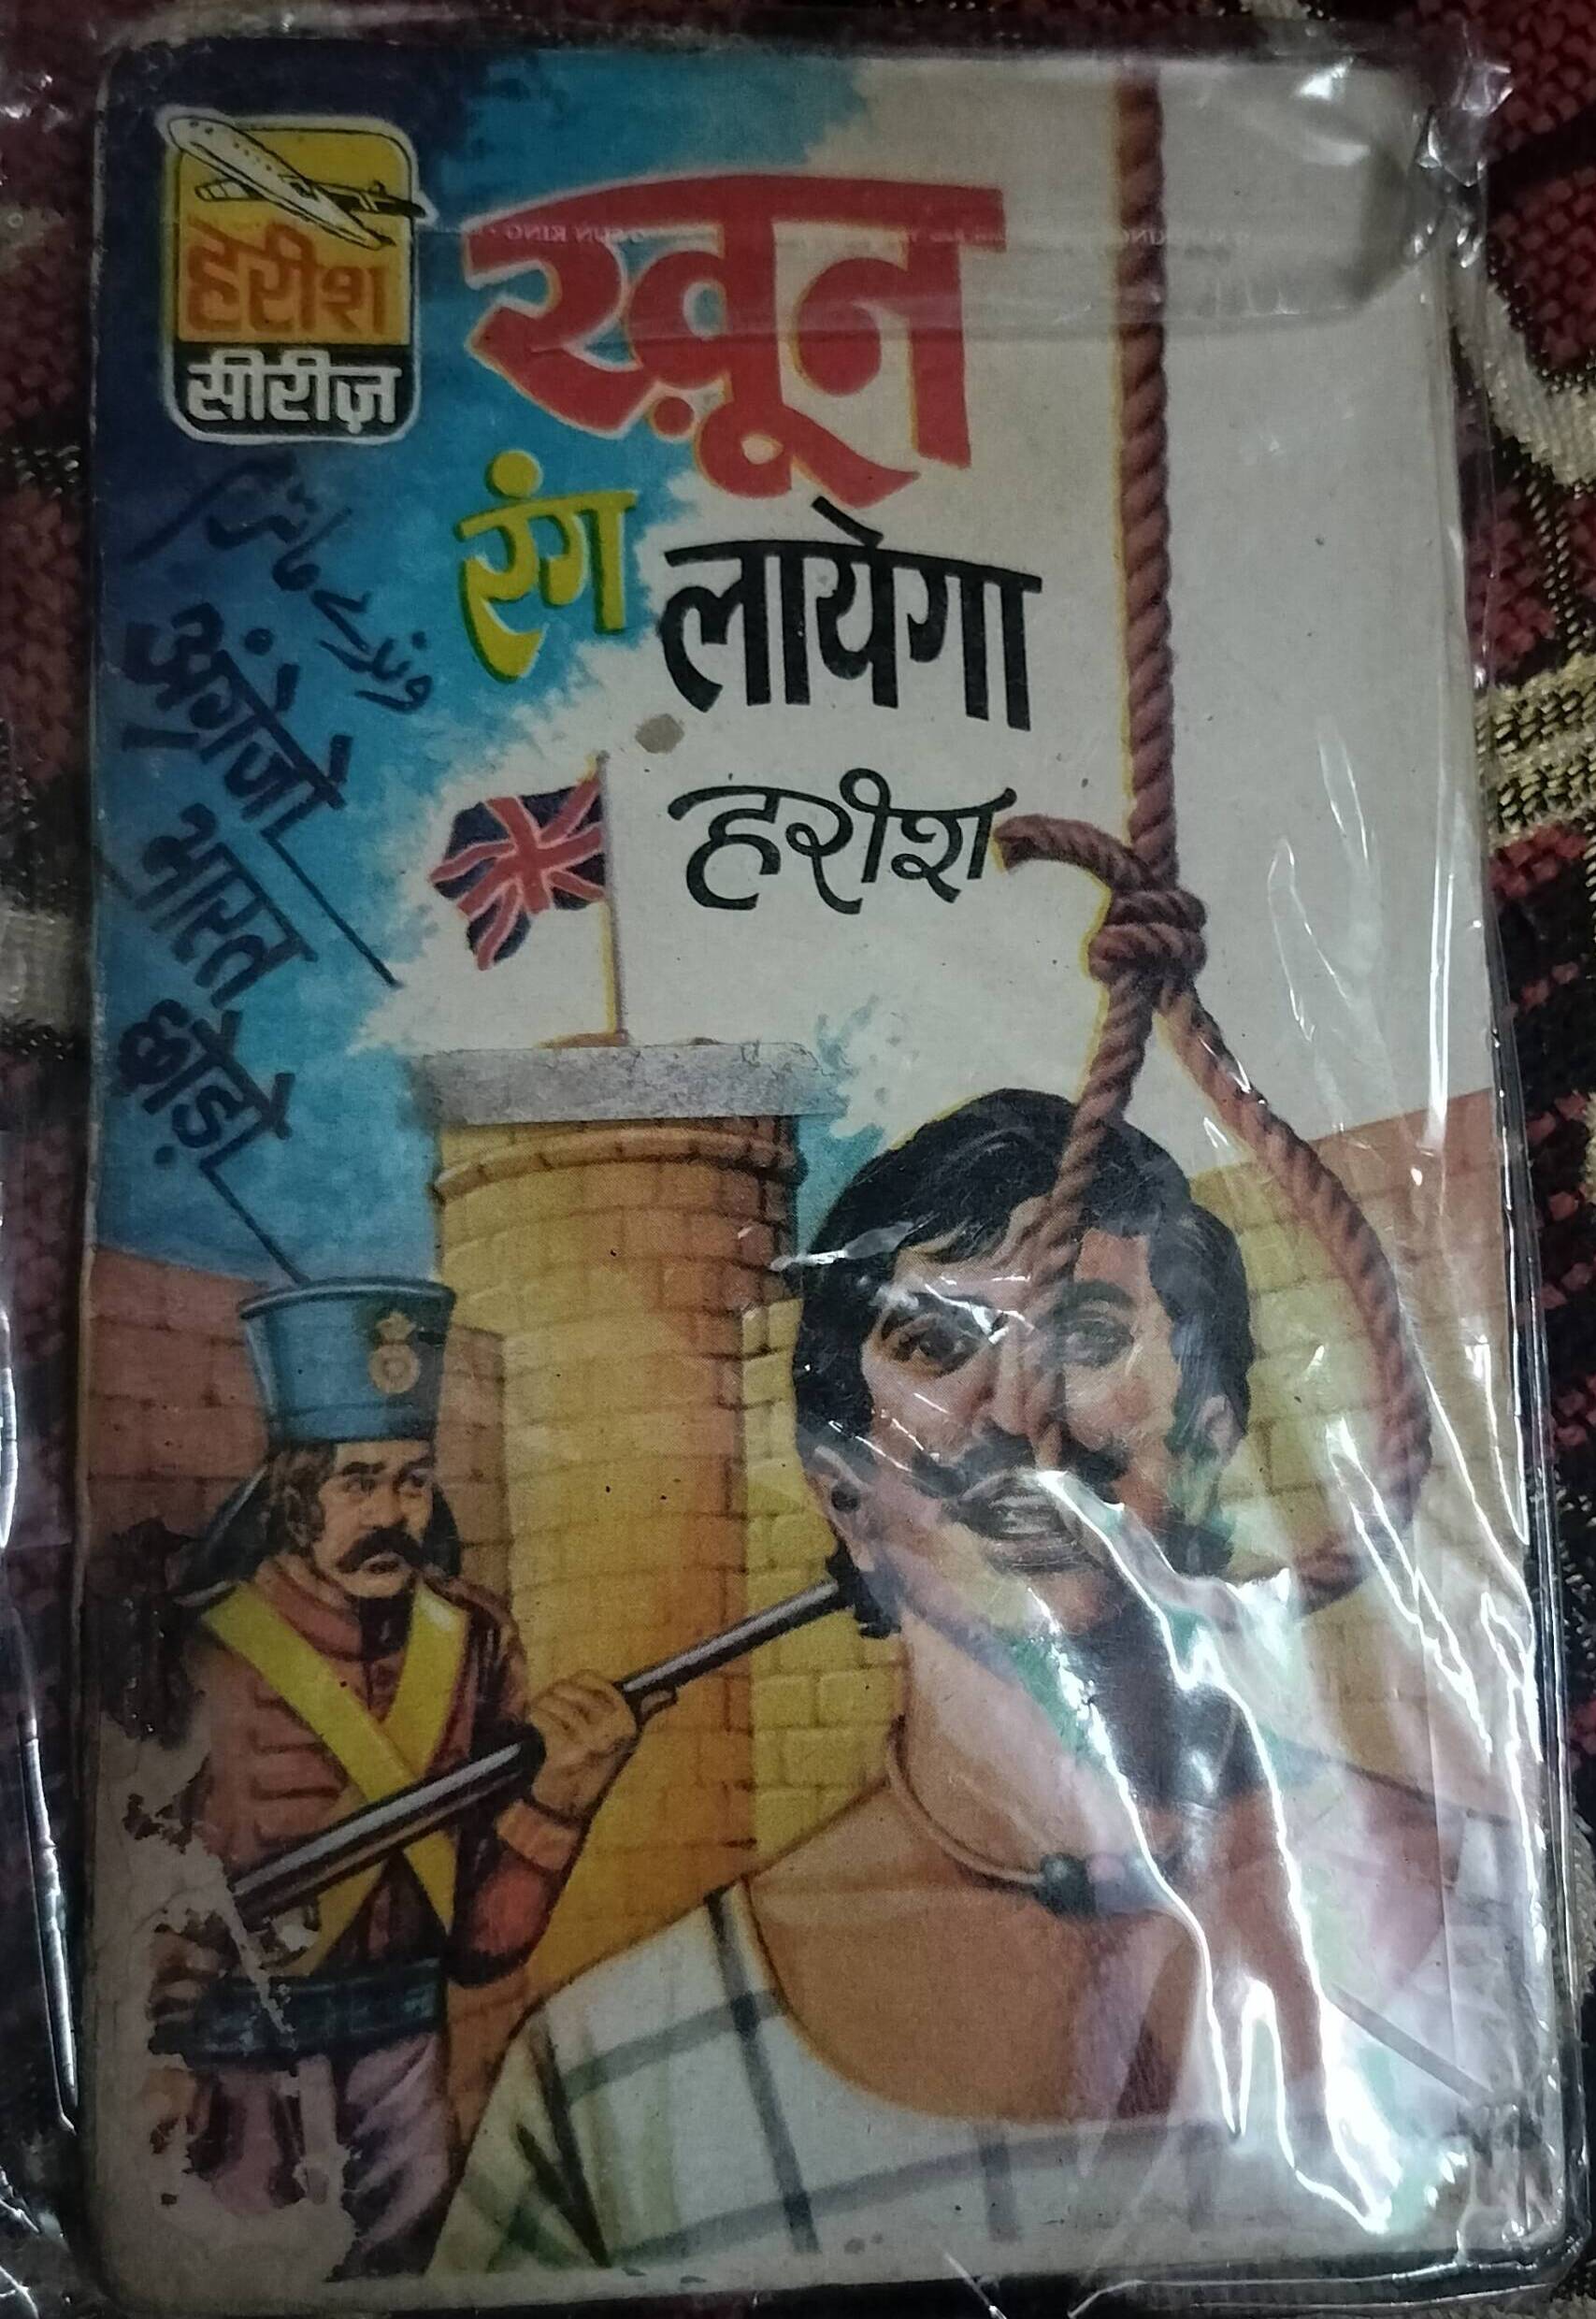 हरीश
सीरीज़
ख़ून
रंग लायेगा
हरीश
अंग्रेजो
भारत
छोड़ो